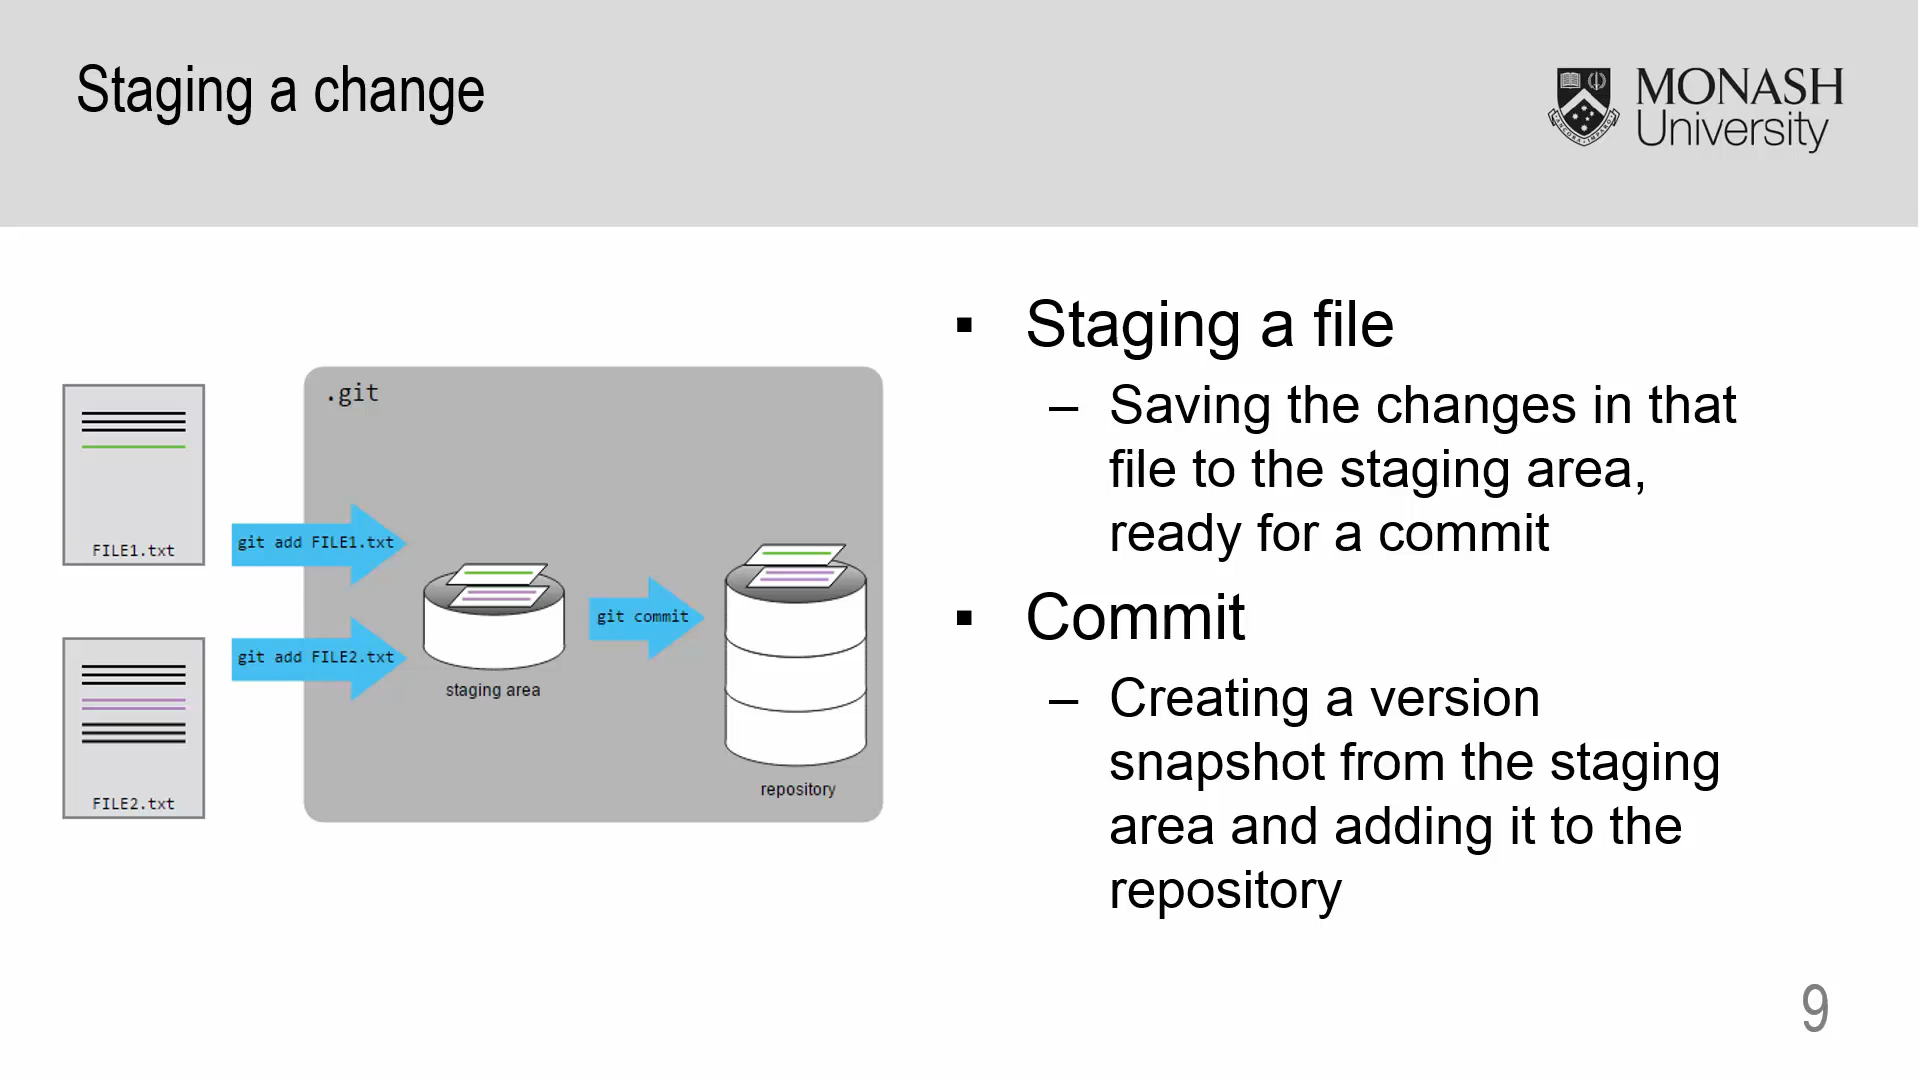 Staging a change
MONASH
University
.git
FILE1.txt
git add FILE1.txt
git commit
git add FILE2.txt
staging area
FILE2.txt
repository
▪ Staging a file
– Saving the changes in that
file to the staging area,
ready for a commit
▪ Commit
– Creating a version
snapshot from the staging
area and adding it to the
repository
9